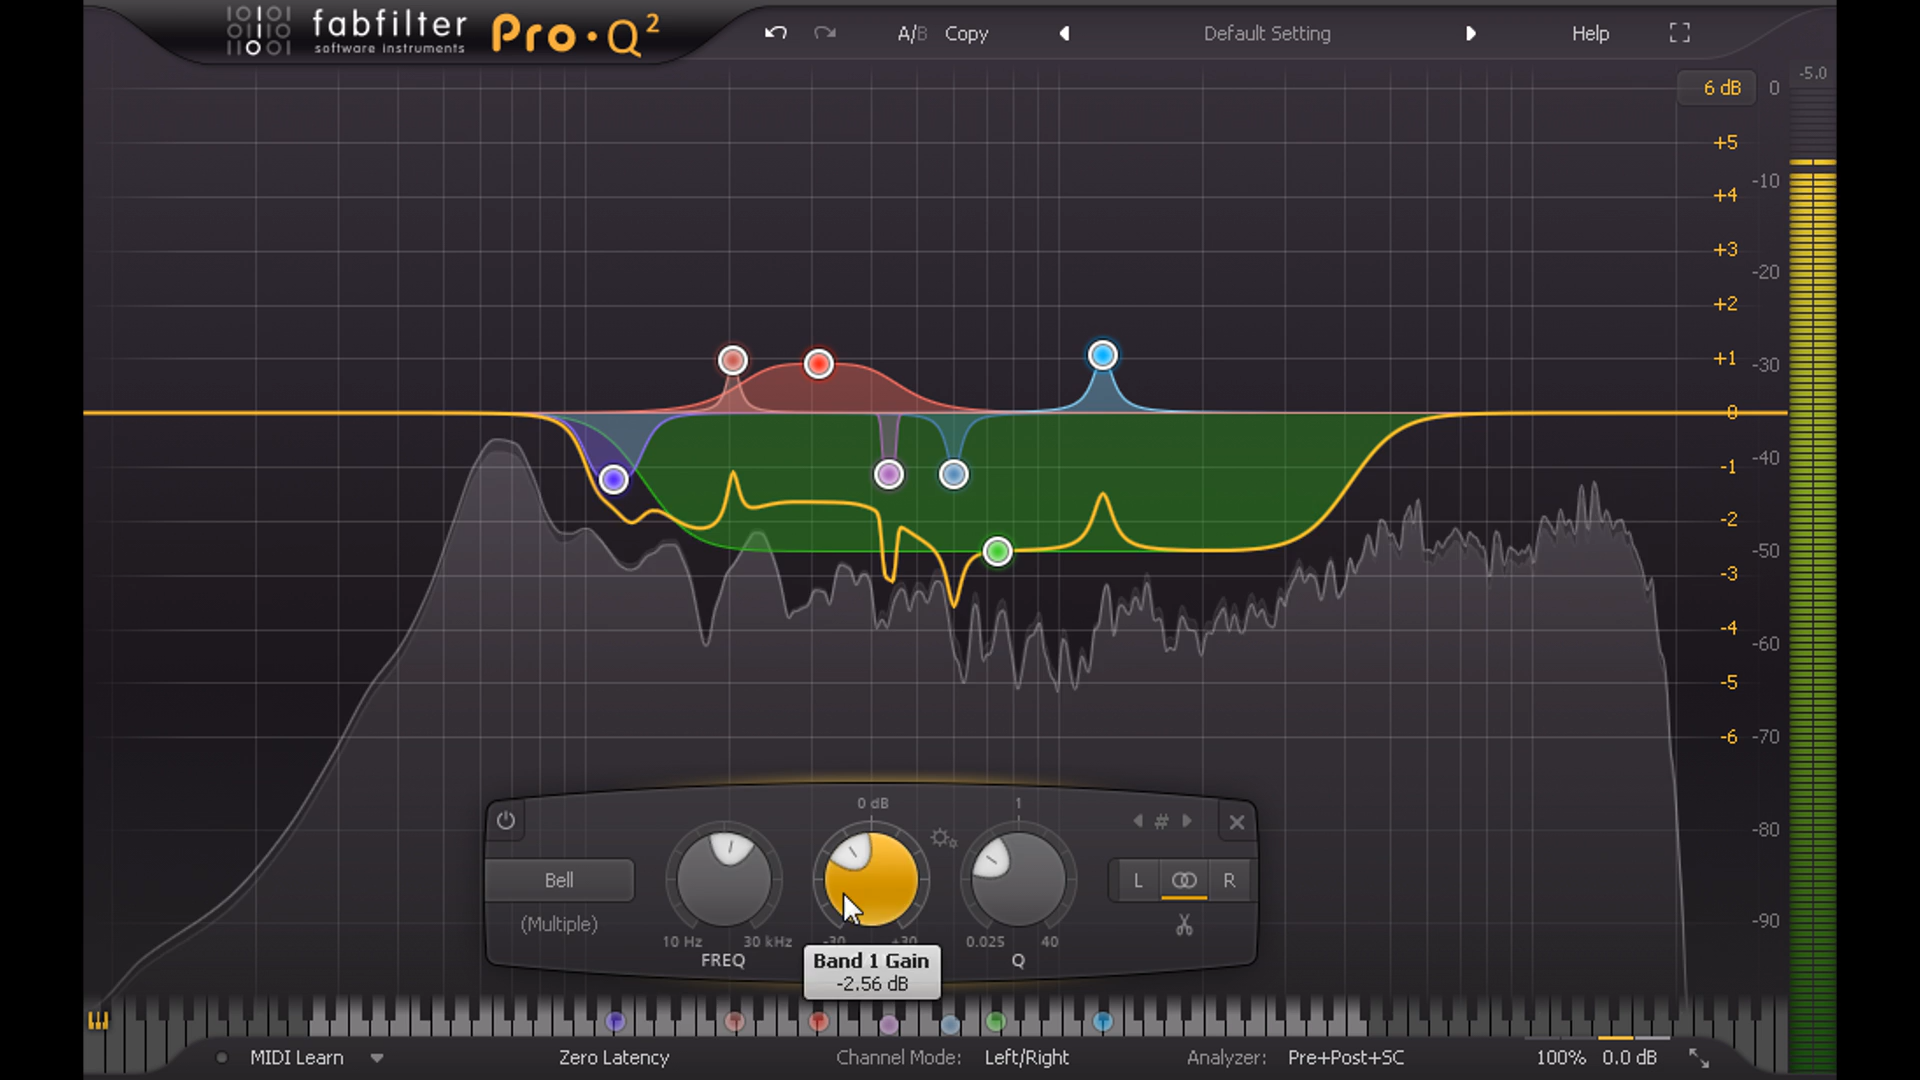 fabfilter
software instruments
Pro·Q²
A/B Copy
Default Setting
Help
6 dB
0
-5.0
+5
+4
-10
+3
-20
+2
+1
-30
0
-1
-40
-2
-50
-3
-4
-60
-5
-6
-70
-80
-90
0 dB
1
#
Bell
(Multiple)
L
R
10 Hz
30 kHz
FREQ
-30
+30
0.025
40
Q
Band 1 Gain
-2.56 dB
MIDI Learn
Zero Latency
Channel Mode: Left/Right
Analyzer: Pre+Post+SC
100%
0.0 dB